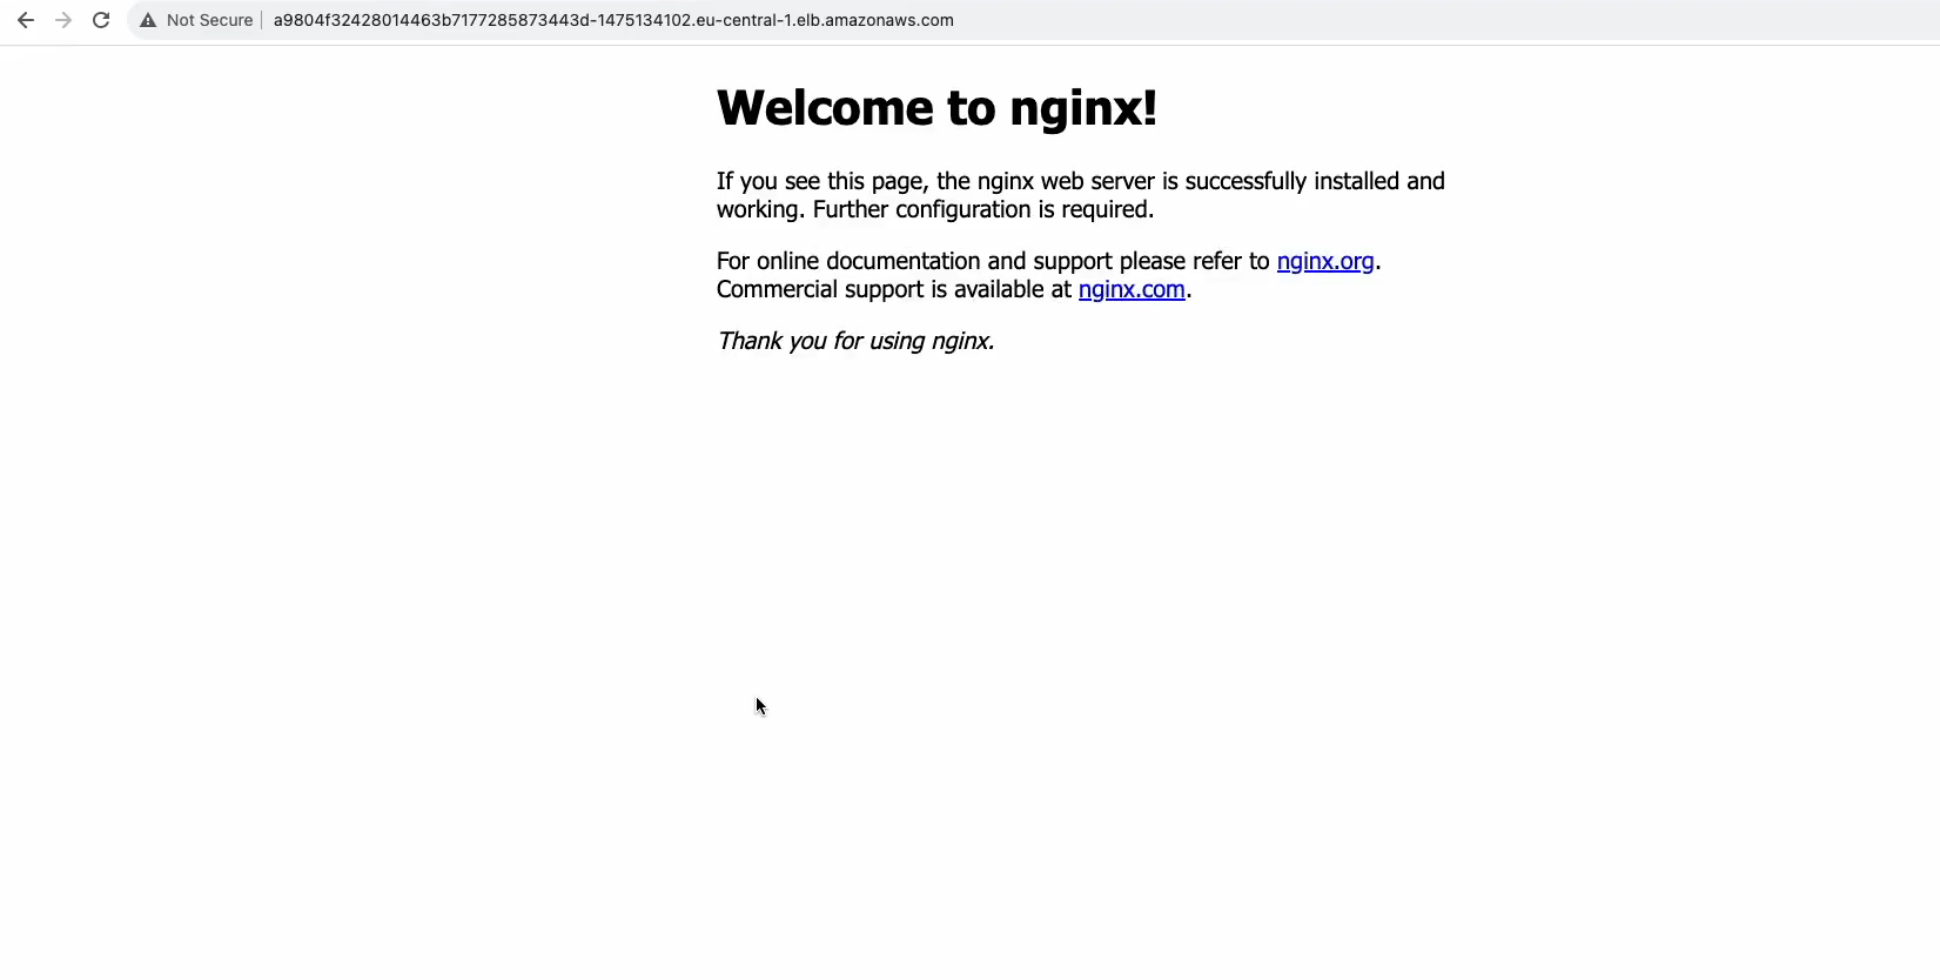 Not Secure
a9804f32428014463b7177285873443d-1475134102.eu-central-1.elb.amazonaws.com
Welcome to nginx!
If you see this page, the nginx web server is successfully installed and
working. Further configuration is required.
For online documentation and support please refer to nginx.org.
Commercial support is available at nginx.com.
Thank you for using nginx.